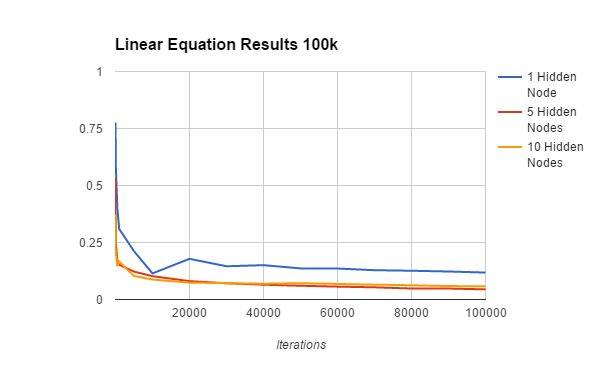 Linear Equation Results 100k
1
0.75
0.5
0.25
0
20000 40000 60000 80000 100000
Iterations
1 Hidden
Node
5 Hidden
Nodes
10 Hidden
Nodes